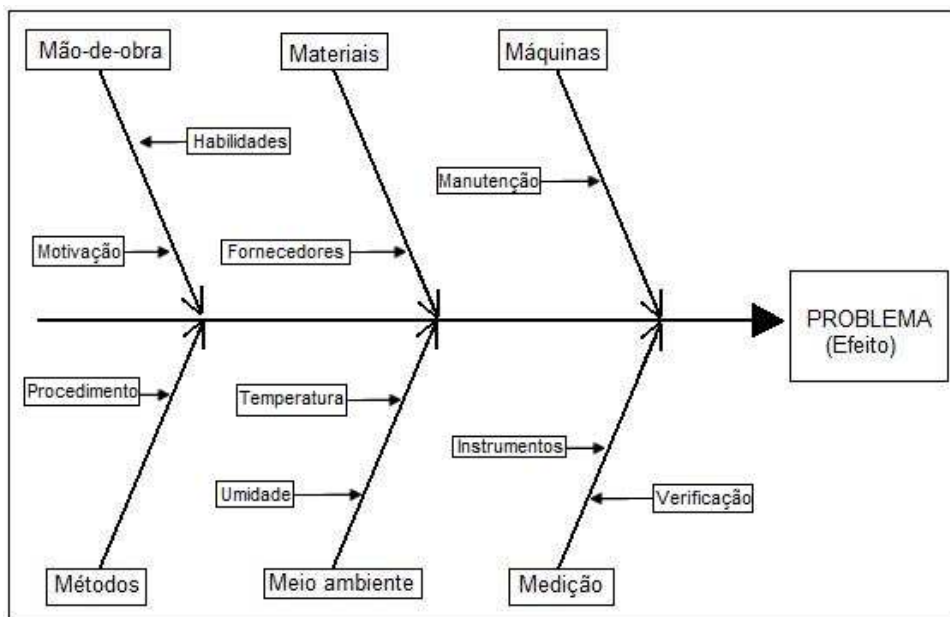 Mão-de-obra
Materiais
Máquinas
Habilidades
Manutenção
Motivação
Fornecedores
PROBLEMA
(Efeito)
Procedimento
Temperatura
Instrumentos
Umidade
Verificação
Métodos
Meio ambiente
Medição